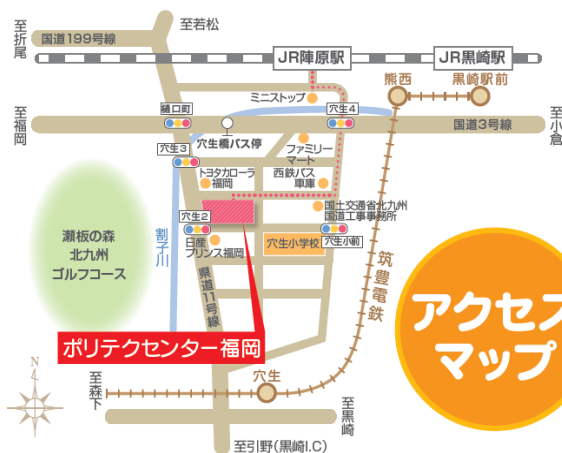 至若松
至折尾
国道199号線
JR陣原駅
JR黒崎駅
ミニストップ
熊西
黒崎駅前
至福岡
樋口町
穴生4
至小倉
国道3号線
穴生橋バス停
ファミリー
マート
穴生3
トヨタカローラ
福岡
西鉄バス
車庫
国土交通省北九州
国道工事事務所
穴生2
瀬板の森
北九州
ゴルフコース
割子川
日産
プリンス福岡
穴生小学校
穴生小前
筑豊電鉄
県道11号線
アクセス
マップ
ポリテクセンター福岡
N
至森下
穴生
至黒崎
至引野(黒崎I.C)